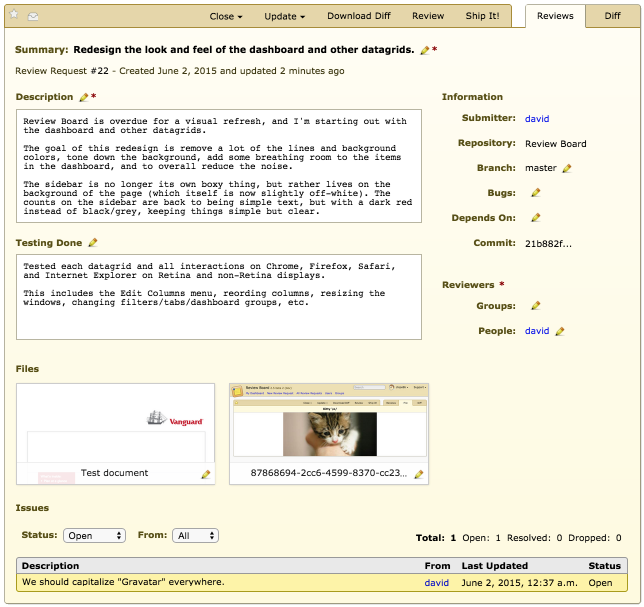 Close Update Download Diff Review Ship It! Reviews Diff
Summary: Redesign the look and feel of the dashboard and other datagrids. *
Review Request #22 - Created June 2, 2015 and updated 2 minutes ago
Description *
Review Board is overdue for a visual refresh, and I'm starting out with
the dashboard and other datagrids.
The goal of this redesign is remove a lot of the lines and background
colors, tone down the background, add some breathing room to the items
in the dashboard, and to overall reduce the noise.
The sidebar is no longer its own boxy thing, but rather lives on the
background of the page (which itself is now slightly off-white). The
counts on the sidebar are back to being simple text, but with a dark red
instead of black/grey, keeping things simple but clear.
Testing Done
Tested each datagrid and all interactions on Chrome, Firefox, Safari,
and Internet Explorer on Retina and non-Retina displays.
This includes the Edit Columns menu, reording columns, resizing the
windows, changing filters/tabs/dashboard groups, etc.
Information
Submitter: david
Repository: Review Board
Branch: master
Bugs:
Depends On:
Commit: 21b882f...
Reviewers *
Groups:
People: david
Files
Vanguard
Test document
Review Board
87868694-2cc6-4599-8370-cc23...
Issues
Status: Open From: All
Total: 1 Open: 1 Resolved: 0 Dropped: 0
Description From Last Updated Status
We should capitalize "Gravatar" everywhere. david June 2, 2015, 12:37 a.m. Open